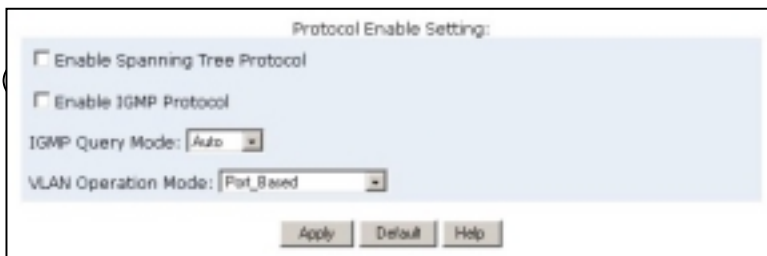 Protocol Enable Setting:
Enable Spanning Tree Protocol
Enable IGMP Protocol
IGMP Query Mode: Auto
VLAN Operation Mode: Port_Based
Apply Default Help